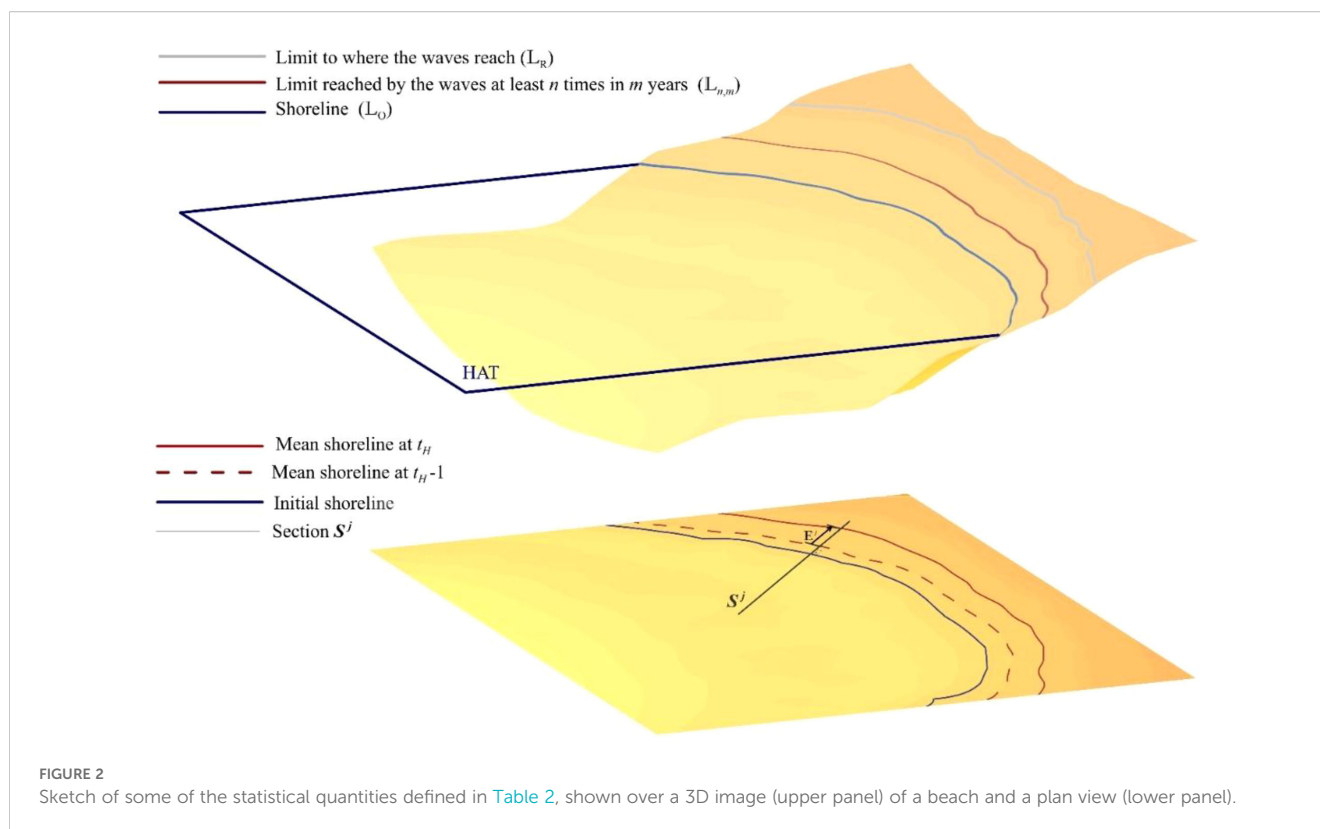 Limit to where the waves reach (L_R)
Limit reached by the waves at least n times in m years (L_n,m)
Shoreline (L_O)
HAT
Mean shoreline at t_H
Mean shoreline at t_H-1
Initial shoreline
Section S^j
E^j
S^j
FIGURE 2
Sketch of some of the statistical quantities defined in Table 2, shown over a 3D image (upper panel) of a beach and a plan view (lower panel).